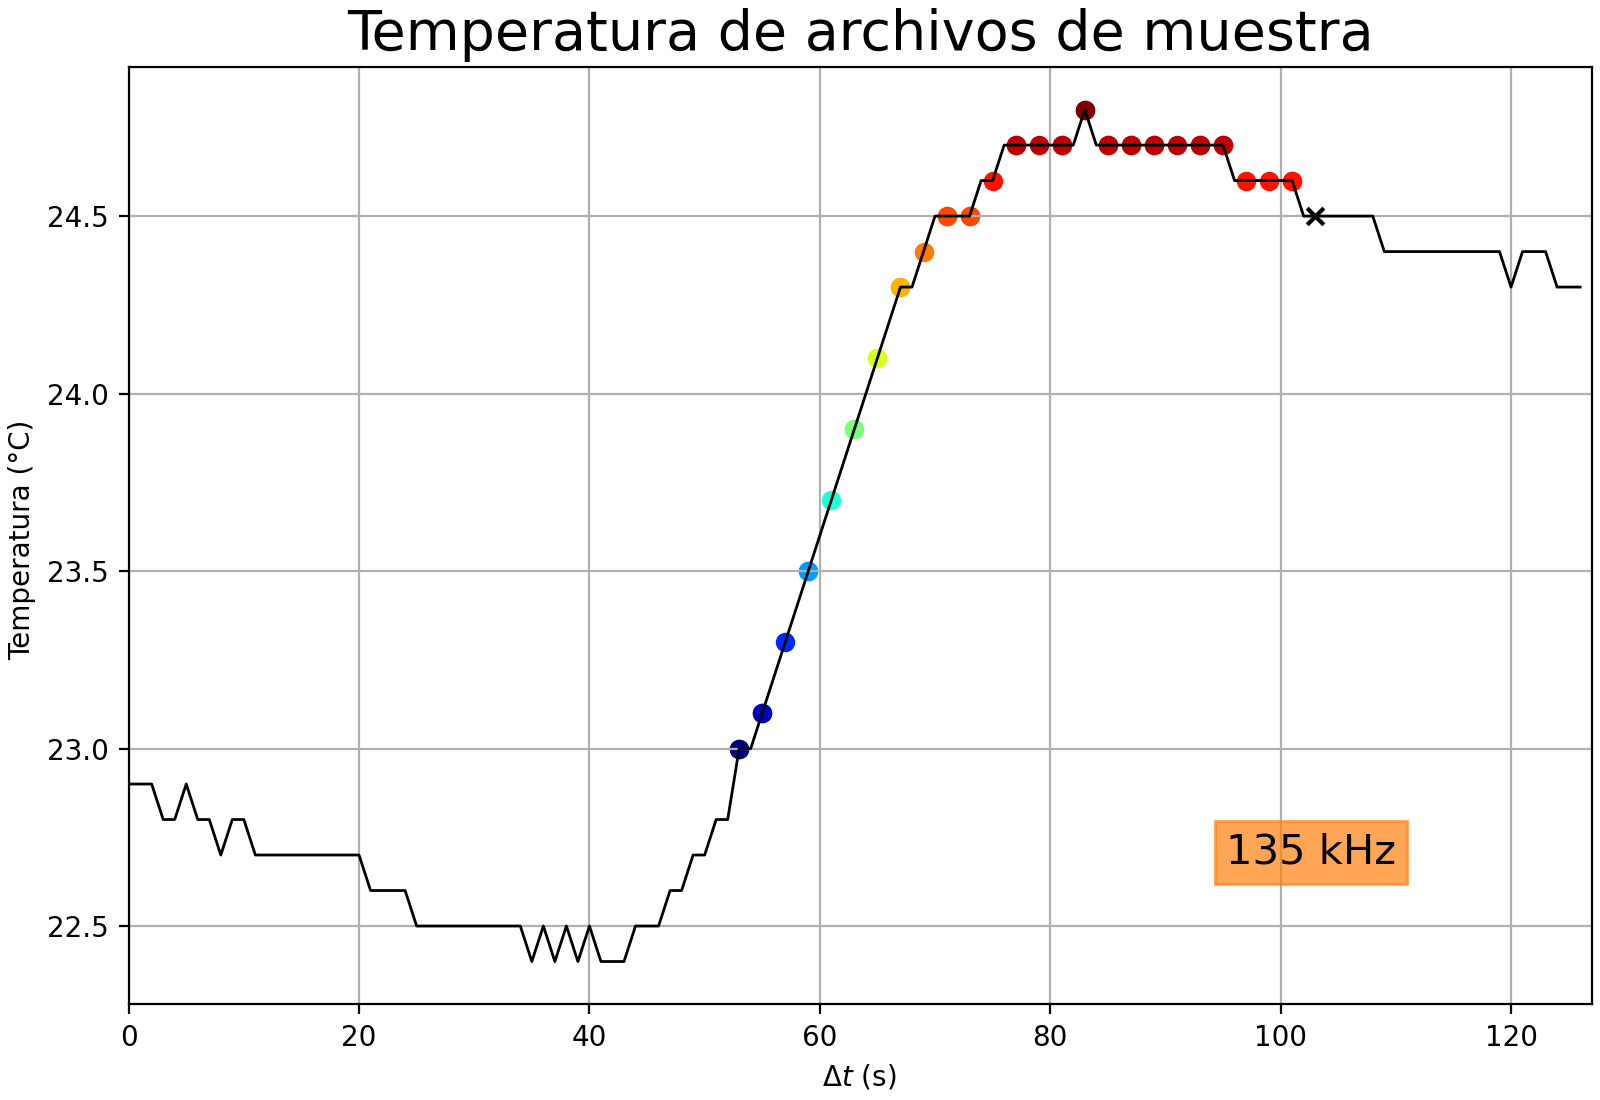 Temperatura de archivos de muestra
Temperatura (°C)
24.5
24.0
23.5
23.0
22.5
135 kHz
0 20 40 60 80 100 120
Δt (s)